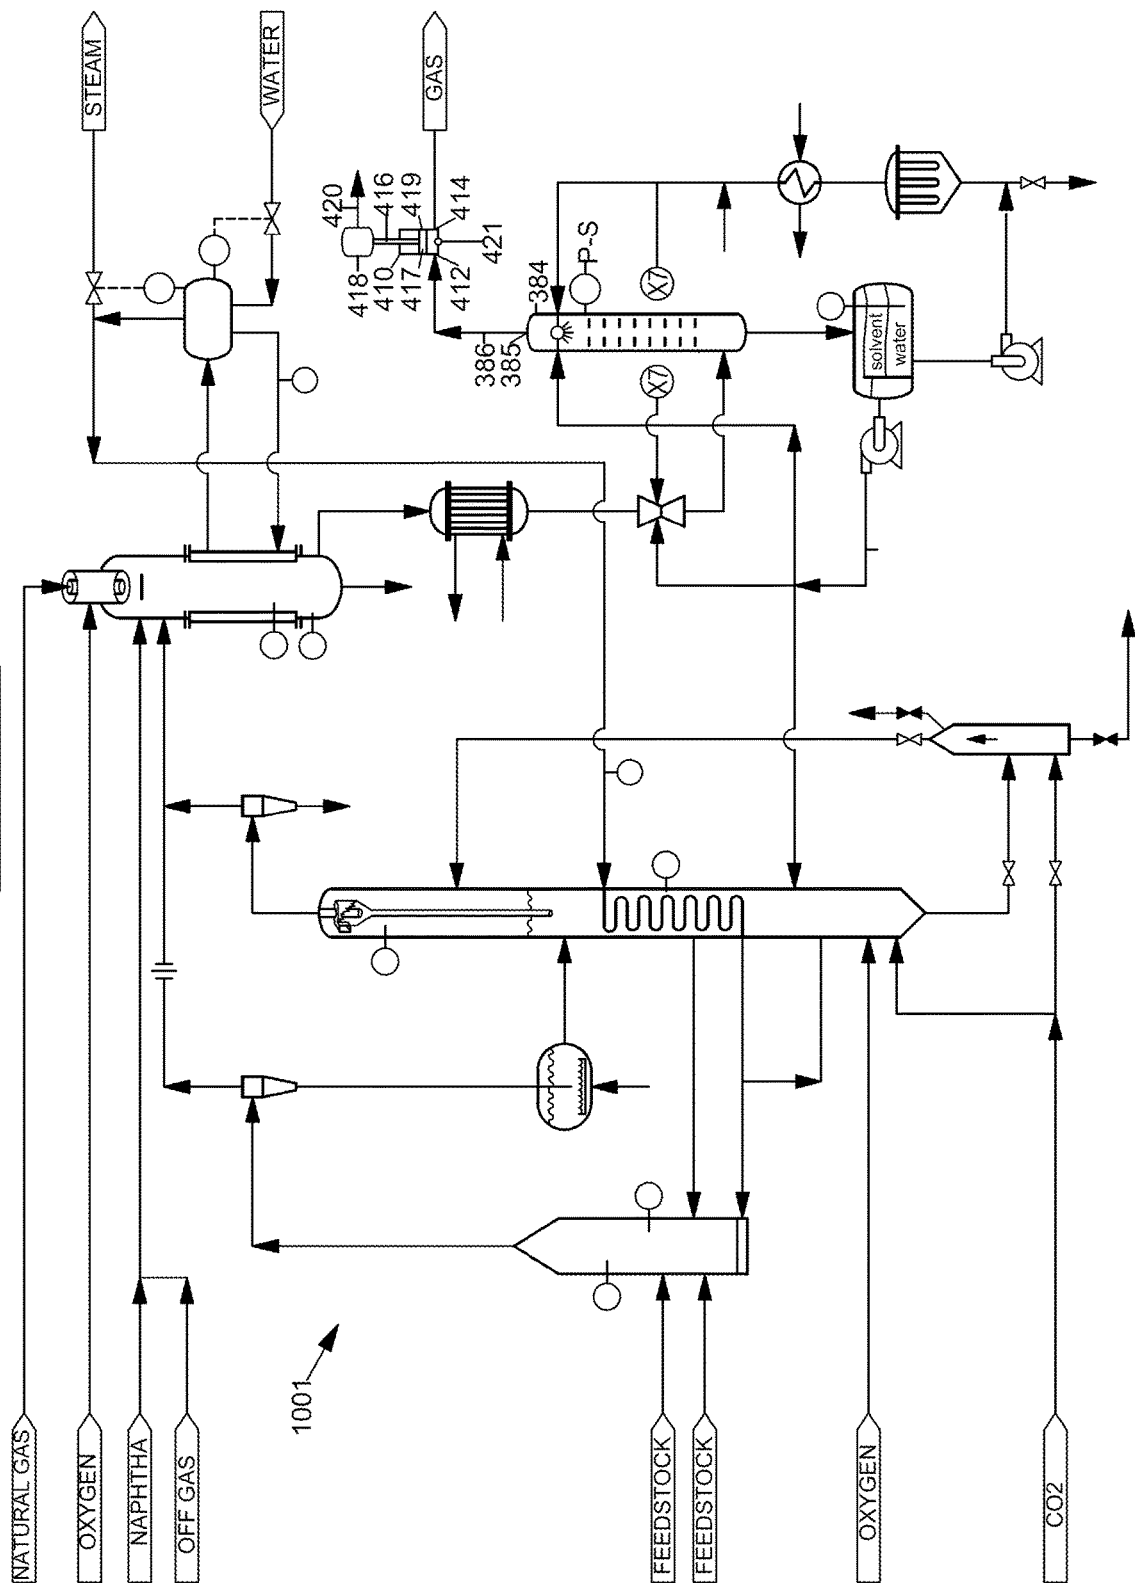 NATURAL GAS
OXYGEN
NAPHTHA
OFF GAS
1001
FEEDSTOCK
FEEDSTOCK
OXYGEN
CO2
STEAM
WATER
GAS
420
418
416
410
419
417
414
412
421
386
385
384
P-S
X7
X7
solvent
water